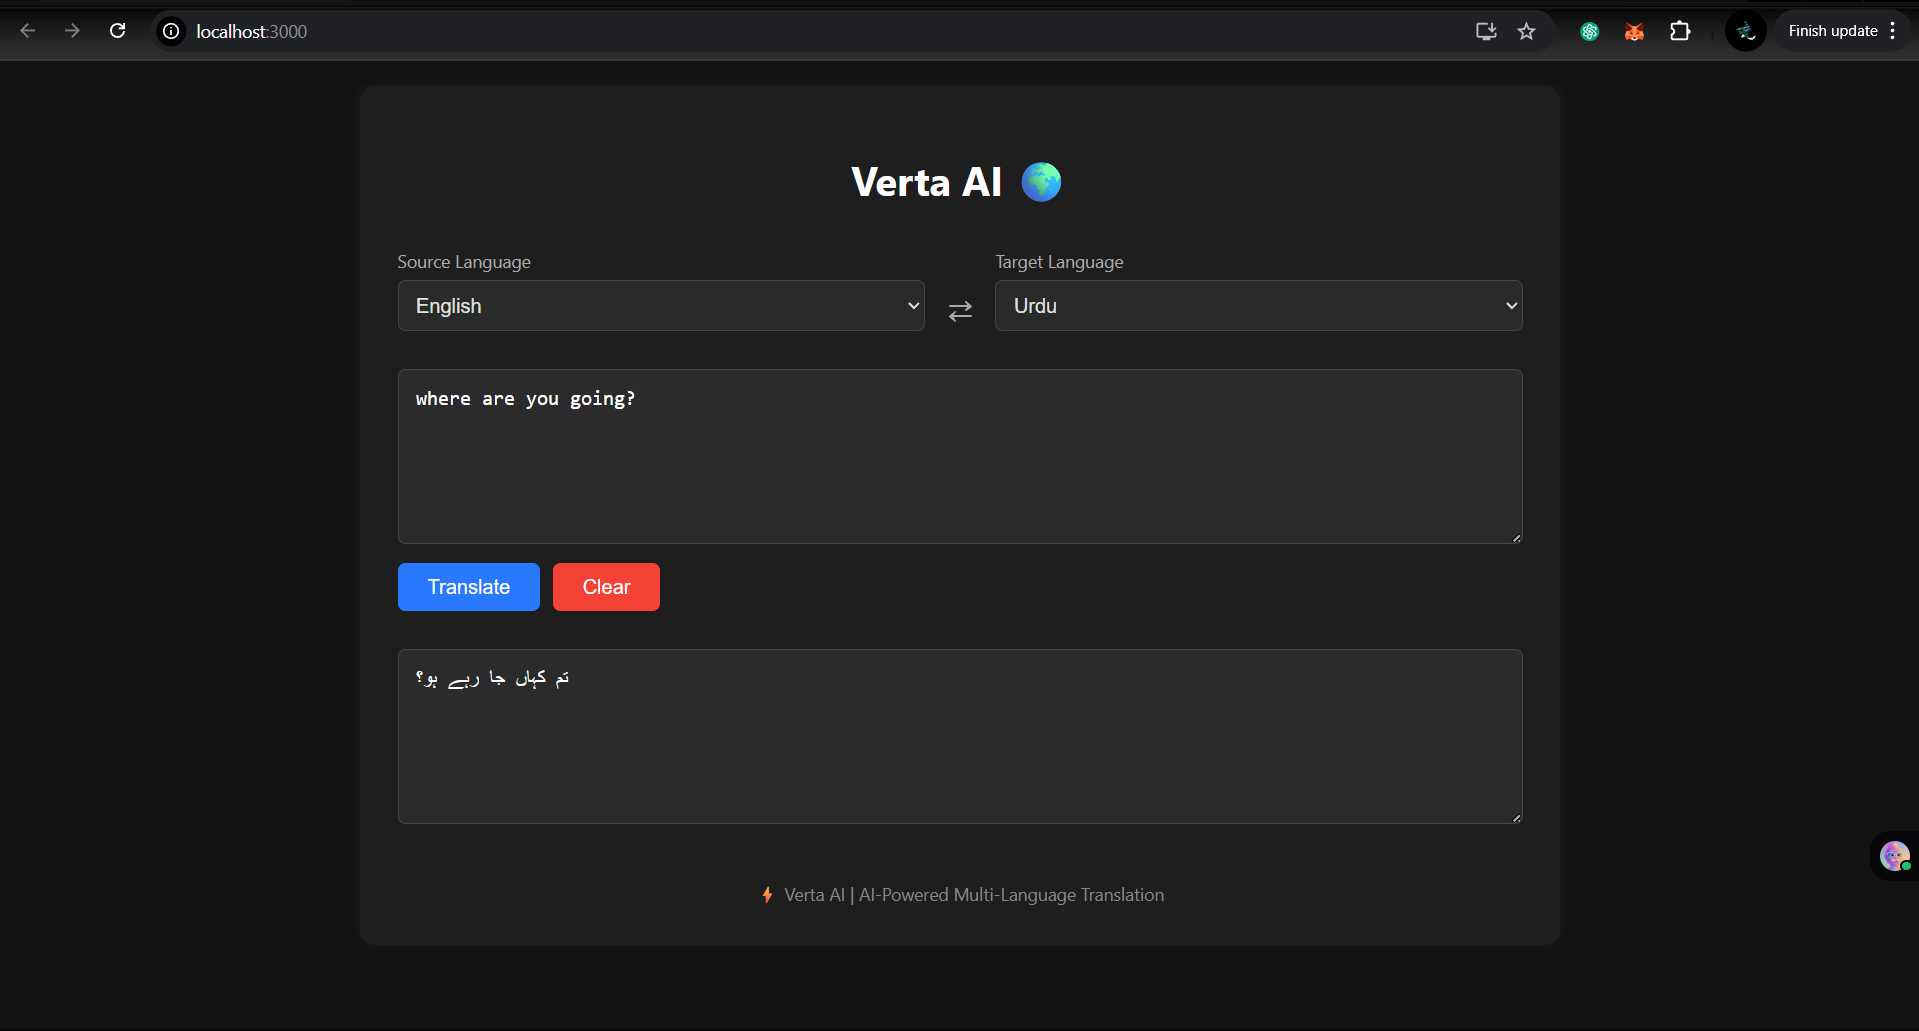 localhost:3000
Finish update
Verta AI
Source Language
Target Language
English
Urdu
where are you going?
Translate
Clear
تم کہاں جا رہے ہو؟
Verta AI | AI-Powered Multi-Language Translation